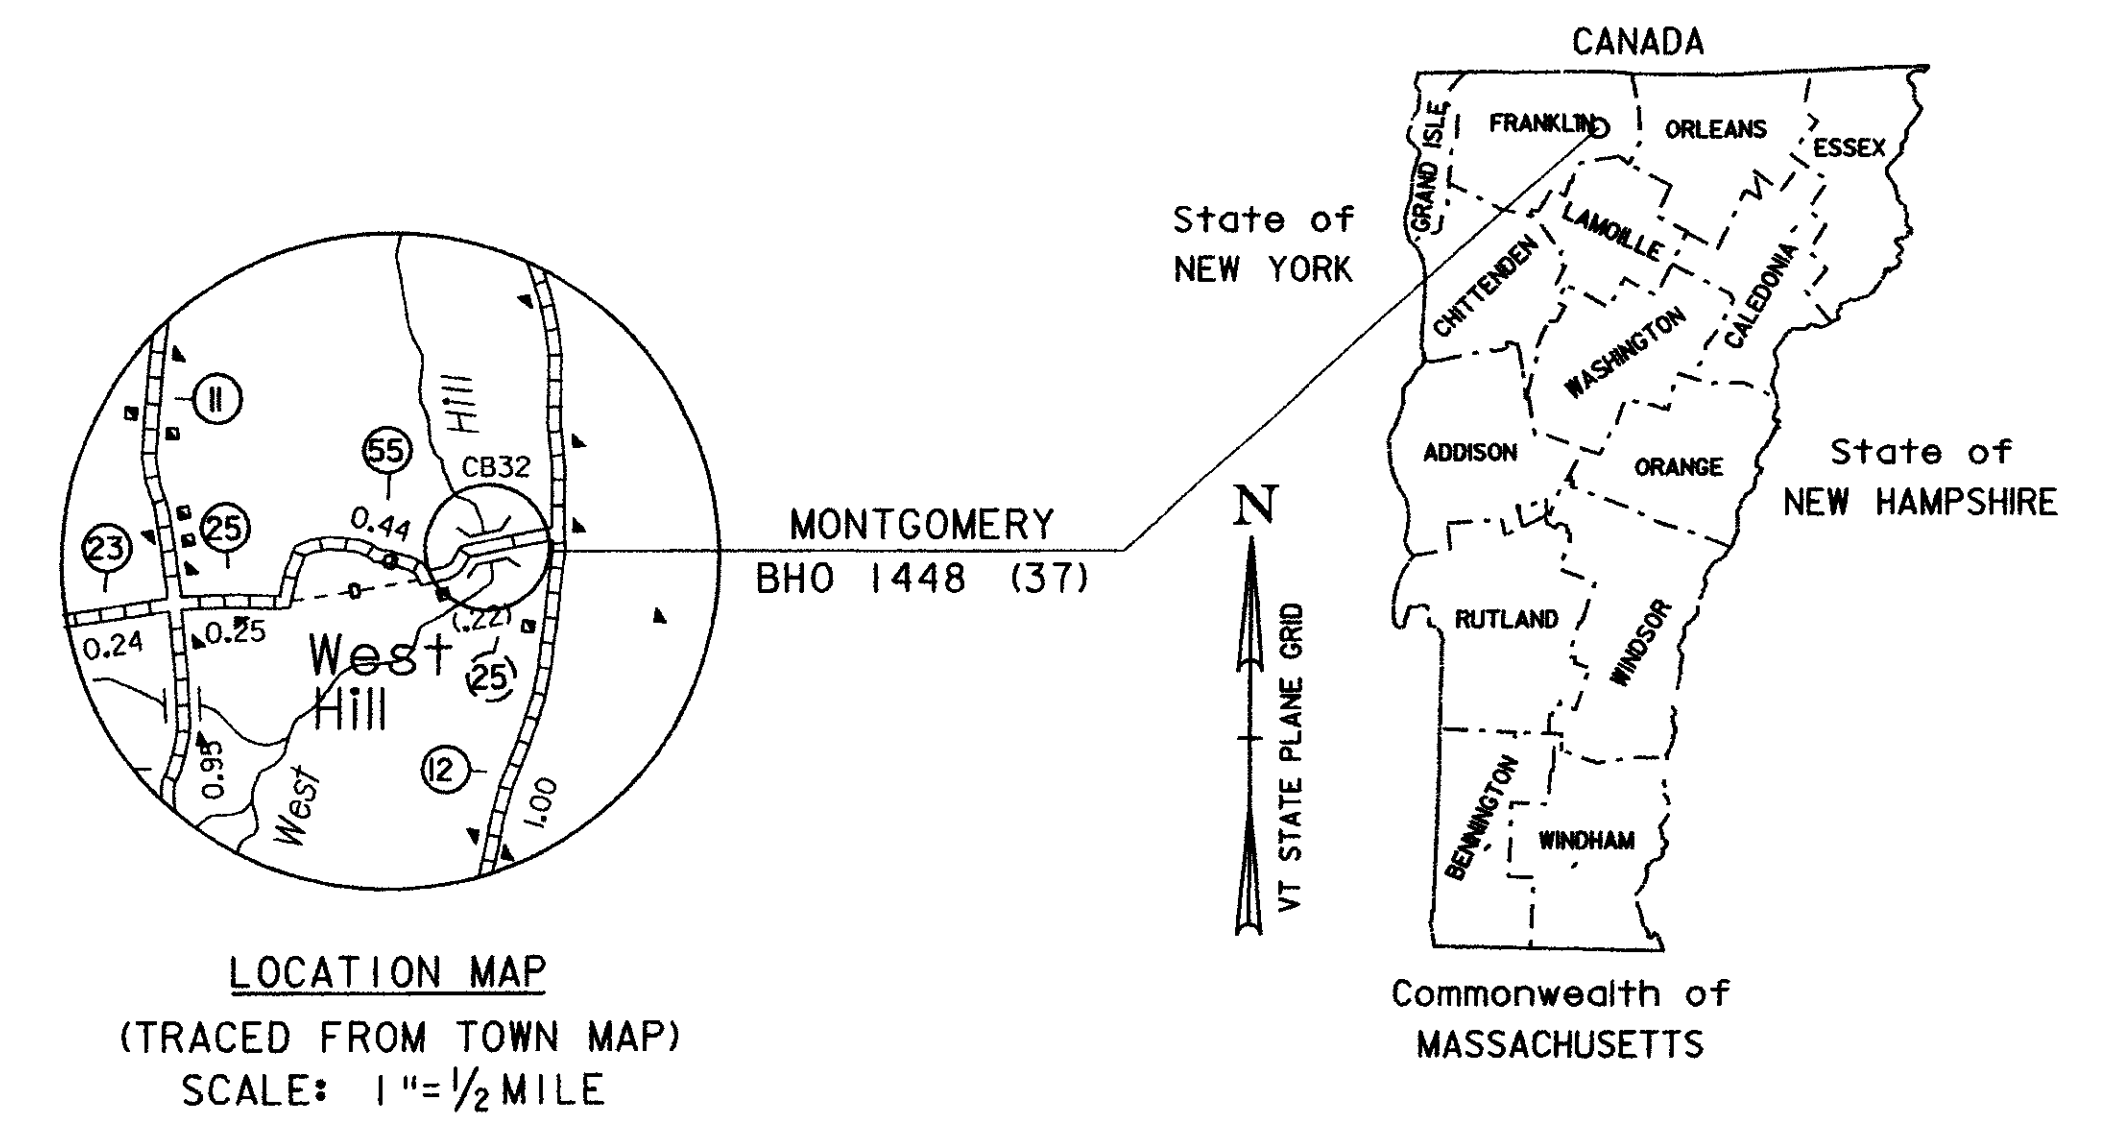 CANADA
GRAND ISLE
FRANKLIN
ORLEANS
ESSEX
State of
NEW YORK
LAMOILLE
CHITTENDEN
CALEDONIA
WASHINGTON
ADDISON
ORANGE
State of
NEW HAMPSHIRE
RUTLAND
WINDSOR
BENNINGTON
WINDHAM
Commonwealth of
MASSACHUSETTS
N
VT STATE PLANE GRID
MONTGOMERY
BHO 1448 (37)
11
Hill
55
CB32
0.44
23
25
0.24
0.25
(.22)
West
Hill
25
12
0.95
West
1.00
LOCATION MAP
(TRACED FROM TOWN MAP)
SCALE: 1"=1/2 MILE